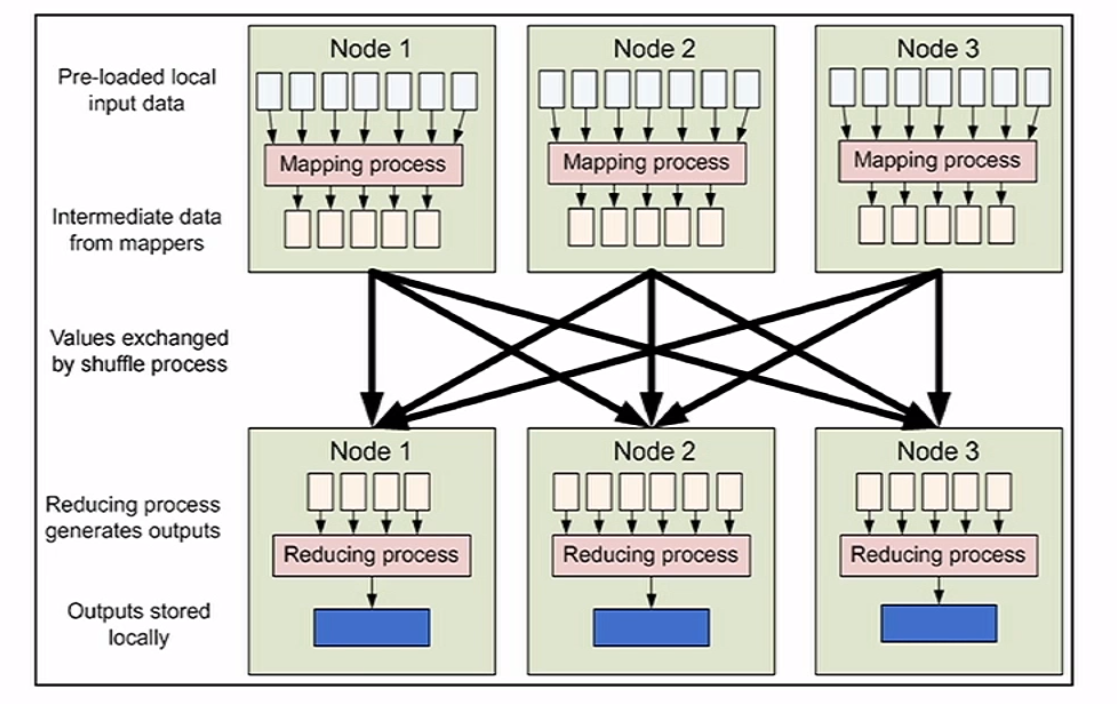 Node 1
Node 2
Node 3
Pre-loaded local
input data
Mapping process
Mapping process
Mapping process
Intermediate data
from mappers
Values exchanged
by shuffle process
Node 1
Node 2
Node 3
Reducing process
generates outputs
Reducing process
Reducing process
Reducing process
Outputs stored
locally